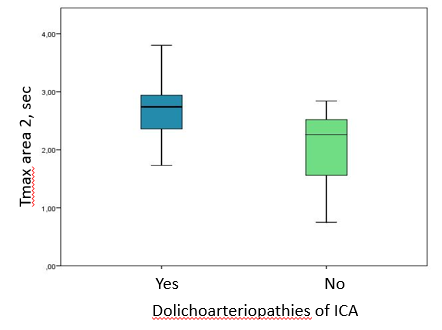 4,00
3,00
2,00
1,00
,00
Tmax area 2, sec
Yes No
Dolichoarteriopathies of ICA